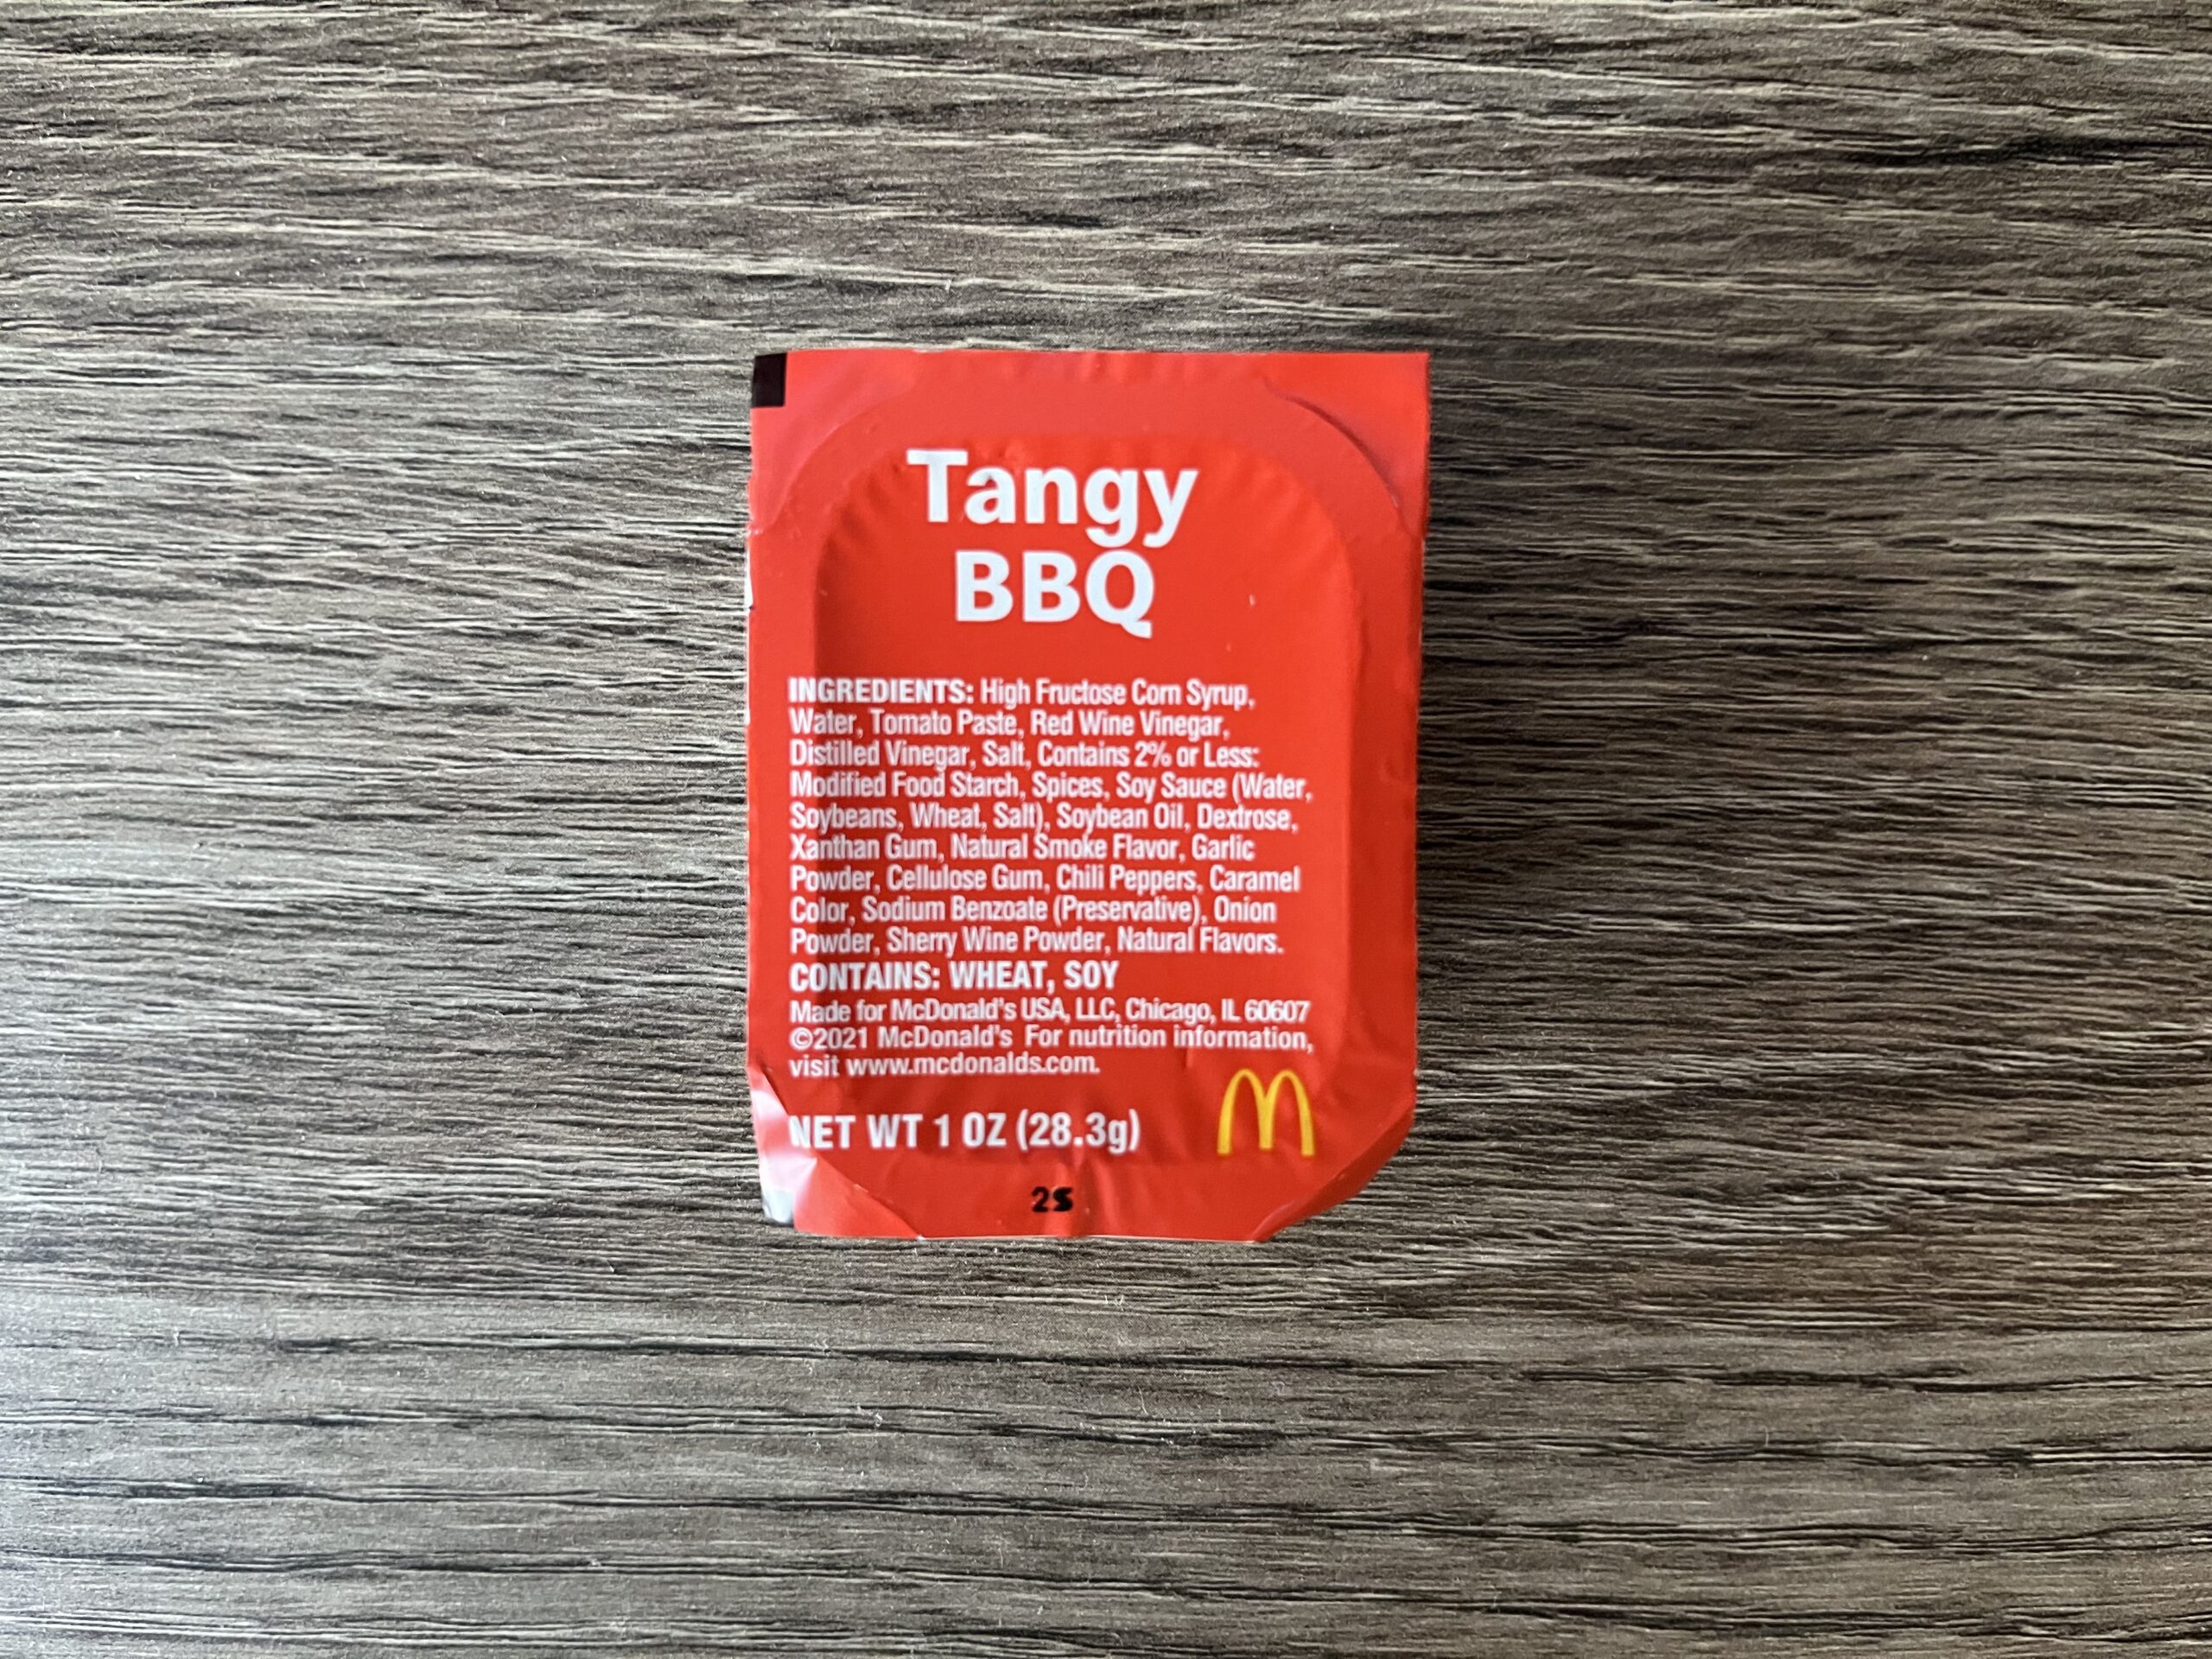 Tangy
BBQ
INGREDIENTS: High Fructose Corn Syrup,
Water, Tomato Paste, Red Wine Vinegar,
Distilled Vinegar, Salt, Contains 2% or Less:
Modified Food Starch, Spices, Soy Sauce (Water,
Soybeans, Wheat, Salt), Soybean Oil, Dextrose,
Xanthan Gum, Natural Smoke Flavor, Garlic
Powder, Cellulose Gum, Chili Peppers, Caramel
Color, Sodium Benzoate (Preservative), Onion
Powder, Sherry Wine Powder, Natural Flavors.
CONTAINS: WHEAT, SOY
Made for McDonald's USA, LLC, Chicago, IL 60607
©2021 McDonald's For nutrition information,
visit www.mcdonalds.com.
NET WT 1 OZ (28.3g)
2S